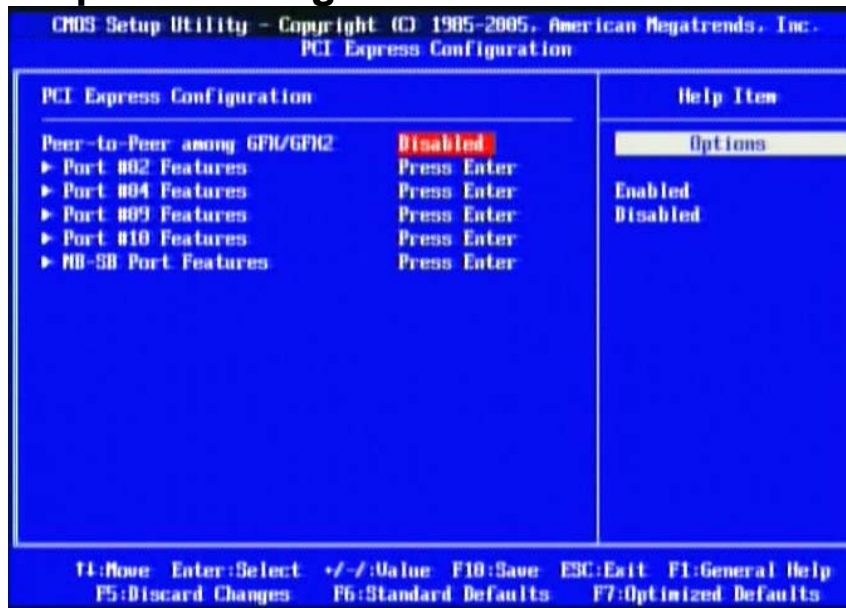 CMOS Setup Utility - Copyright (C) 1985-2005, American Megatrends, Inc.
PCI Express Configuration
PCI Express Configuration
Help Item
Peer-to-Peer among GFX/GFX2 Disabled
Options
► Port #02 Features Press Enter
► Port #04 Features Press Enter
Enabled
► Port #09 Features Press Enter
Disabled
► Port #10 Features Press Enter
► NB-SB Port Features Press Enter
↑↓:Move Enter:Select +/-/:Value F10:Save ESC:Exit F1:General Help
F5:Discard Changes F6:Standard Defaults F7:Optimized Defaults